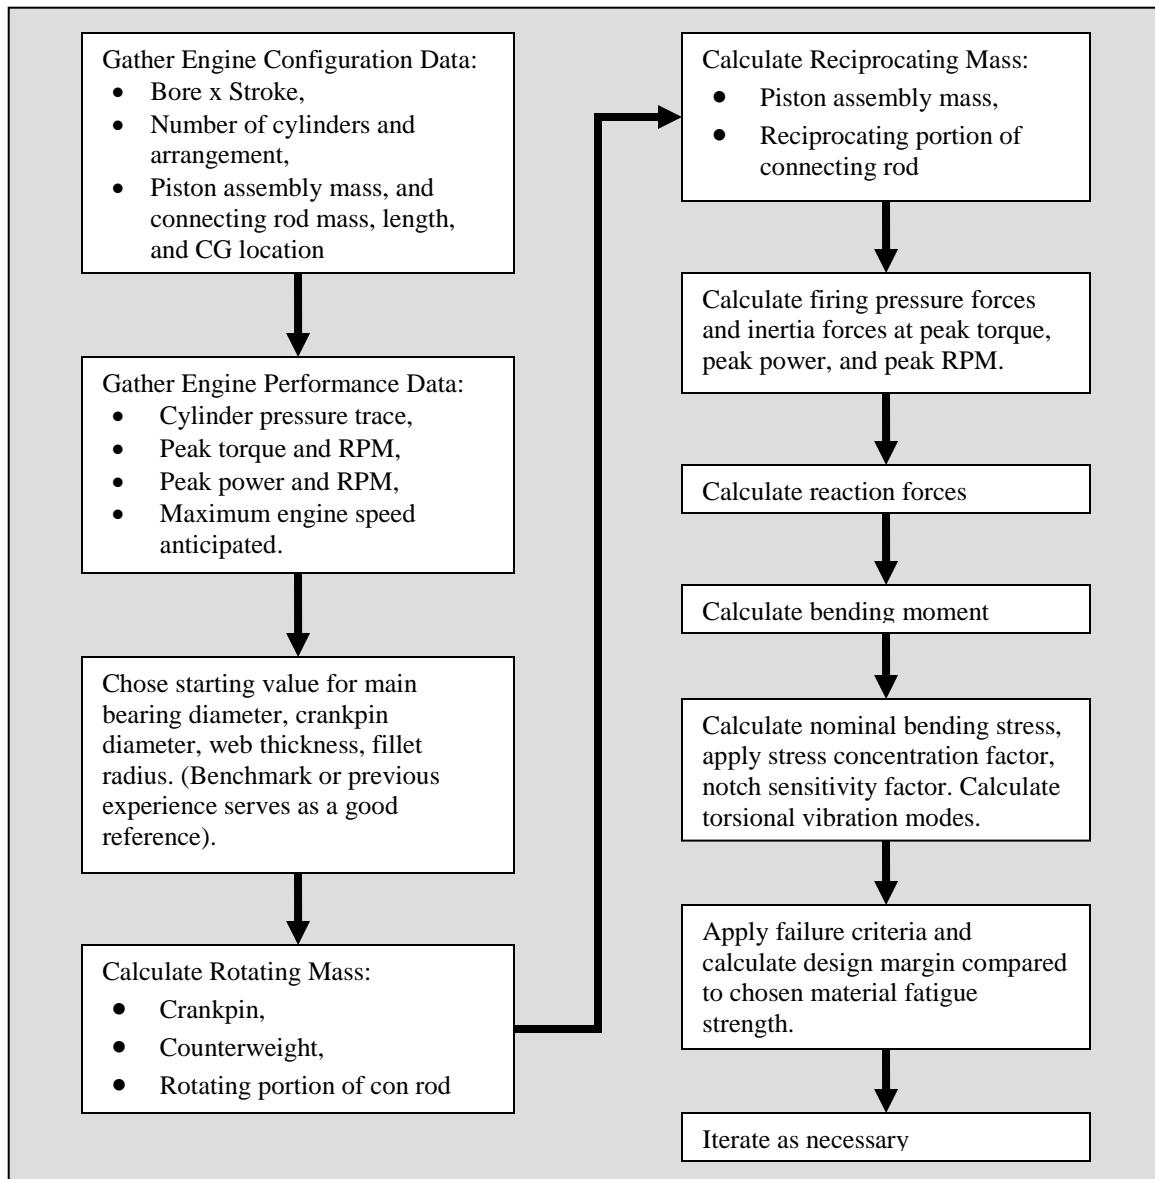 Gather Engine Configuration Data:
• Bore x Stroke,
• Number of cylinders and
arrangement,
• Piston assembly mass, and
connecting rod mass, length,
and CG location
Gather Engine Performance Data:
• Cylinder pressure trace,
• Peak torque and RPM,
• Peak power and RPM,
• Maximum engine speed
anticipated.
Chose starting value for main
bearing diameter, crankpin
diameter, web thickness, fillet
radius. (Benchmark or previous
experience serves as a good
reference).
Calculate Rotating Mass:
• Crankpin,
• Counterweight,
• Rotating portion of con rod
Calculate Reciprocating Mass:
• Piston assembly mass,
• Reciprocating portion of
connecting rod
Calculate firing pressure forces
and inertia forces at peak torque,
peak power, and peak RPM.
Calculate reaction forces
Calculate bending moment
Calculate nominal bending stress,
apply stress concentration factor,
notch sensitivity factor. Calculate
torsional vibration modes.
Apply failure criteria and
calculate design margin compared
to chosen material fatigue
strength.
Iterate as necessary